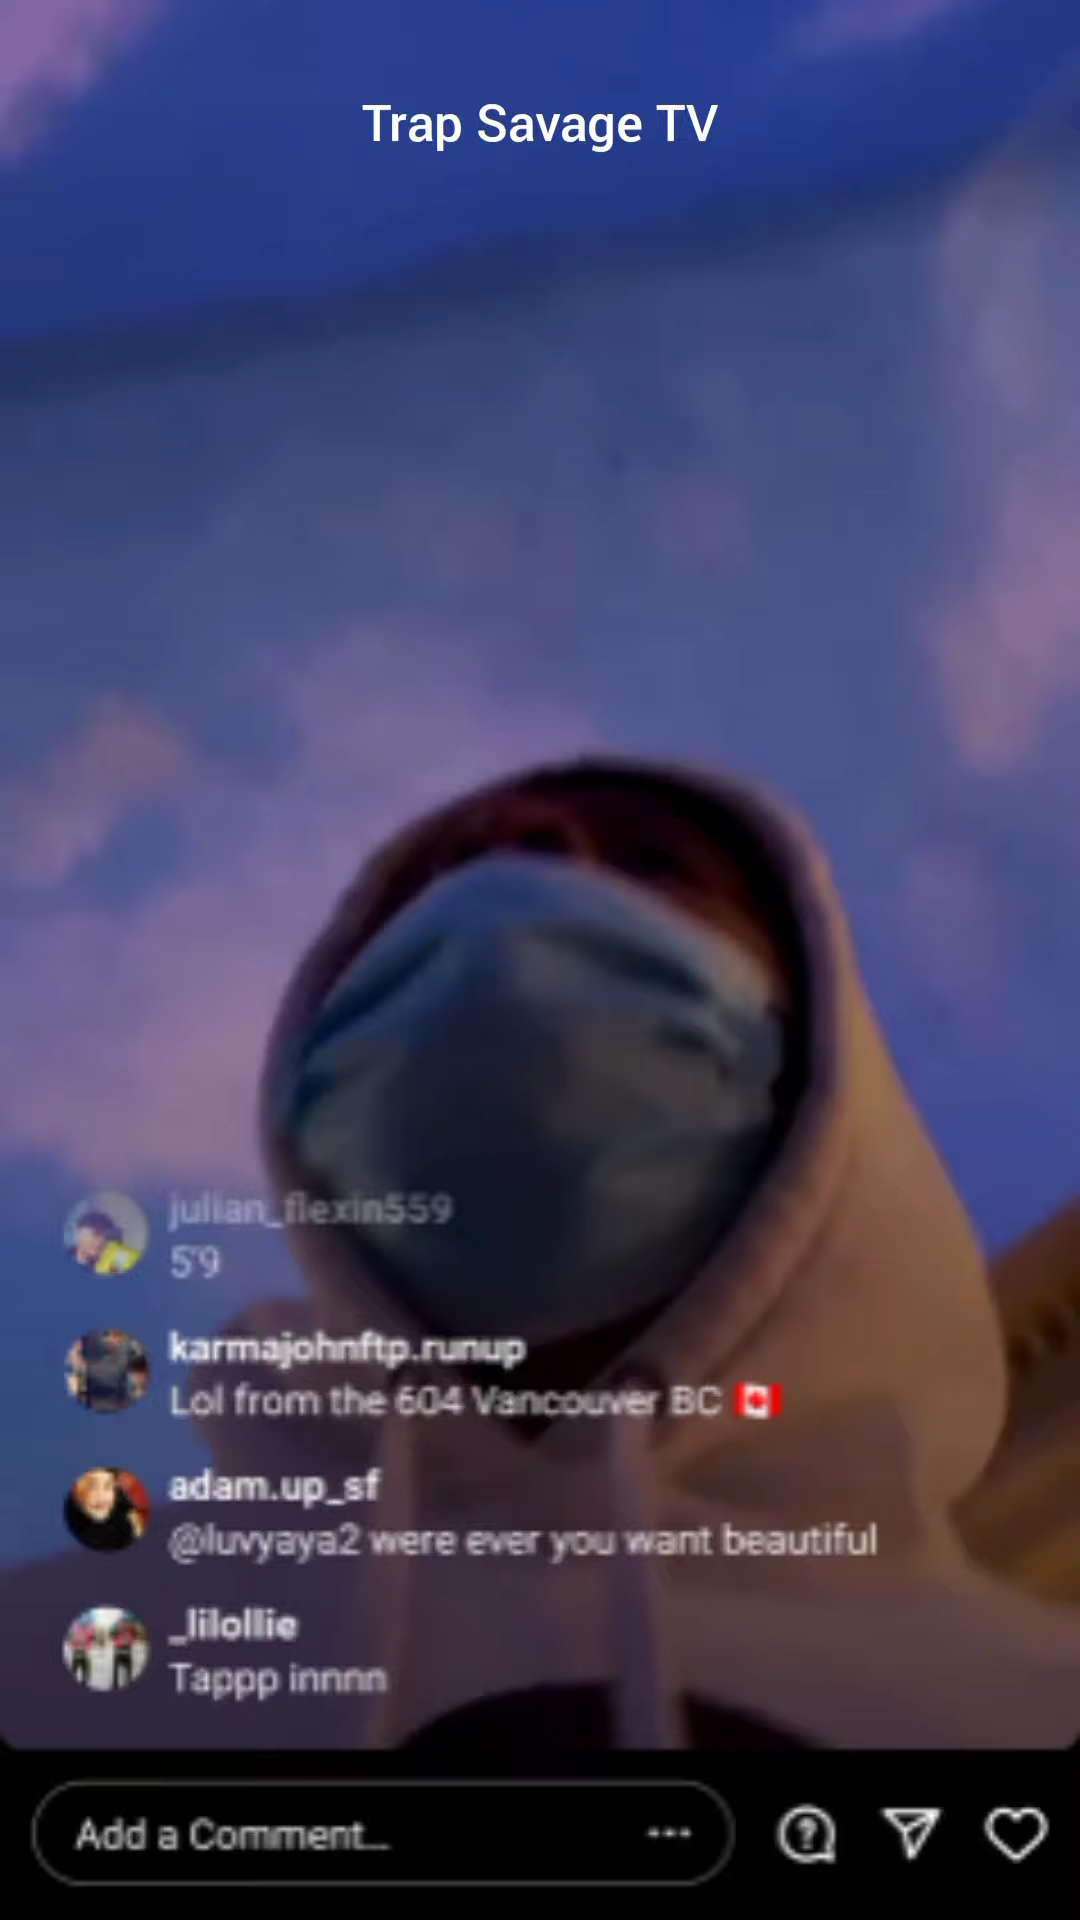 Trap Savage TV
julian_flexin559
5'9
karmajohnftp.runup
Lol from the 604 Vancouver BC 🇨🇦
adam.up_sf
@luvyaya2 were ever you want beautiful
_lilollie
Tappp innnn
Add a Comment...